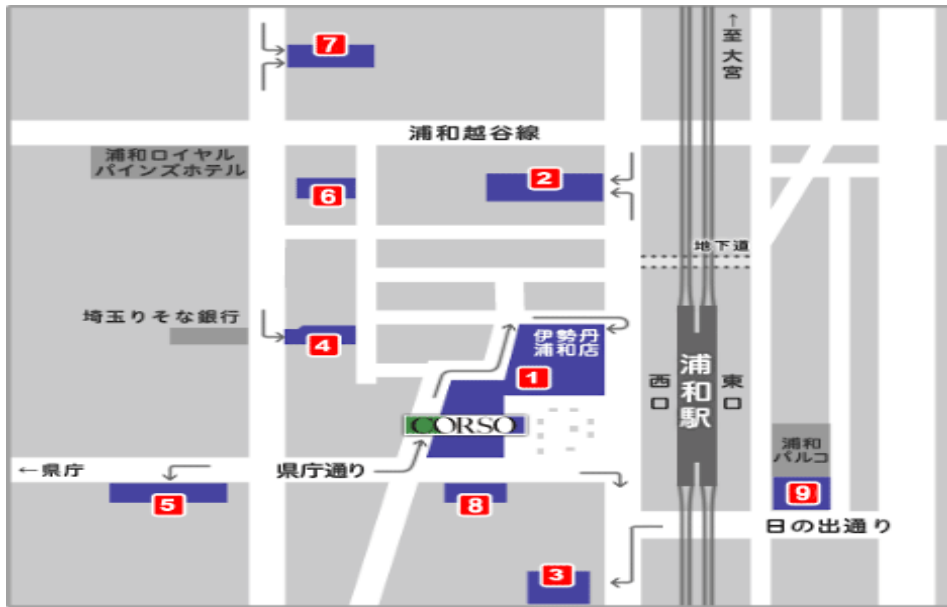 7
↑至大宮
浦和越谷線
浦和ロイヤル
パインズホテル
2
6
地下道
埼玉りそな銀行
伊勢丹
浦和店
4
1
西口
浦和駅
東口
CORSO
浦和
パルコ
←県庁
県庁通り
5
8
9
日の出通り
3